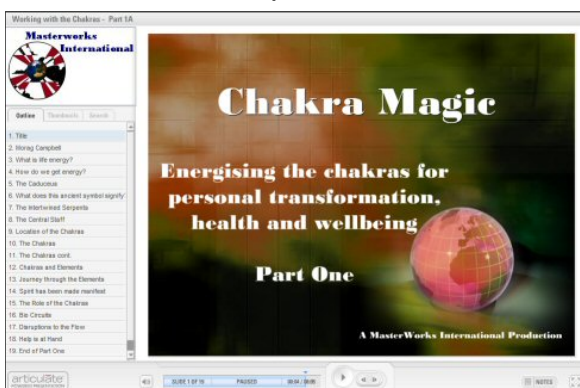 Working with the Chakras - Part 1A
Masterworks
International
Outline Thumbnails Search
1. Title
2. Morag Campbell
3. What is life energy?
4. How do we get energy?
5. The Caduceus
6. What does this ancient symbol signify?
7. The Intertwined Serpents
8. The Central Staff
9. Location of the Chakras
10. The Chakras
11. The Chakras cont.
12. Chakras and Elements
13. Journey through the Elements
14. Spirit has been made manifest
15. The Role of the Chakras
16. Bio Circuits
17. Disruptions to the Flow
18. Help is at Hand
19. End of Part One
Chakra Magic
Energising the chakras for
personal transformation,
health and wellbeing
Part One
A MasterWorks International Production
articulate
POWERED PRESENTATION
SLIDE 1 OF 19 PAUSED
NOTES